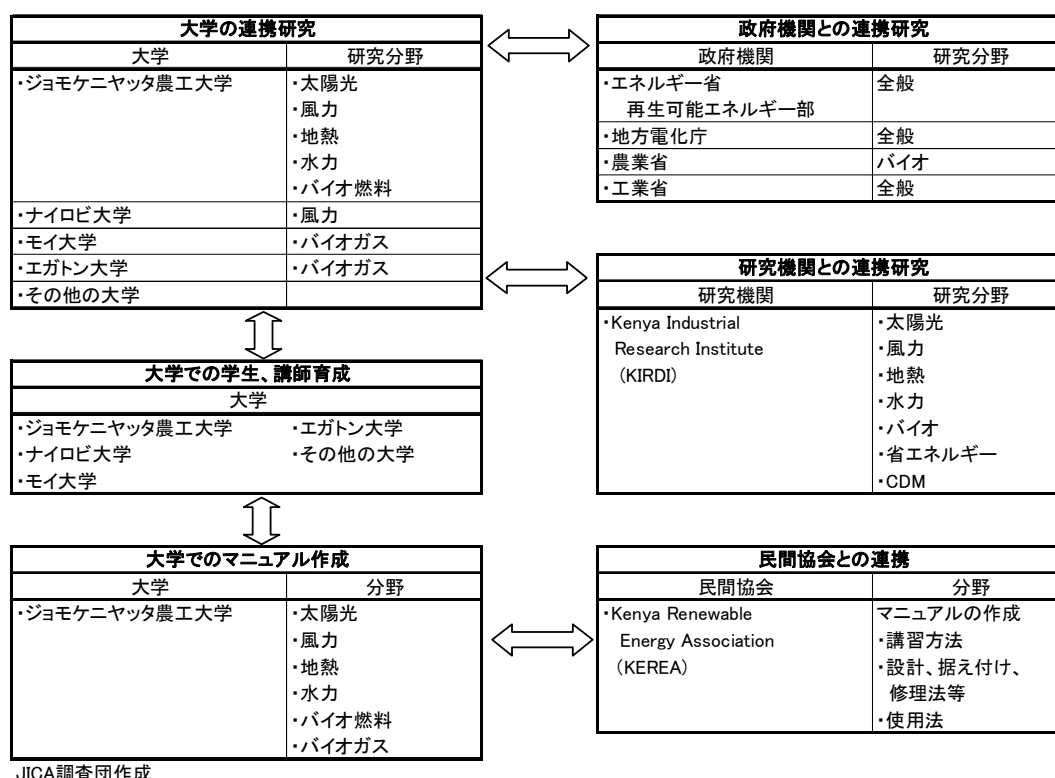 大学の連携研究
大学 研究分野
・ジョモケニヤッタ農工大学 ・太陽光
・風力
・地熱
・水力
・バイオ燃料
・ナイロビ大学 ・風力
・モイ大学 ・バイオガス
・エガトン大学 ・バイオガス
・その他の大学
政府機関との連携研究
政府機関 研究分野
・エネルギー省 全般
再生可能エネルギー部
・地方電化庁 全般
・農業省 バイオ
・工業省 全般
研究機関との連携研究
研究機関 研究分野
・Kenya Industrial ・太陽光
Research Institute ・風力
(KIRDI) ・地熱
・水力
・バイオ
・省エネルギー
・CDM
大学での学生、講師育成
大学
・ジョモケニヤッタ農工大学 ・エガトン大学
・ナイロビ大学 ・その他の大学
・モイ大学
大学でのマニュアル作成
大学 分野
・ジョモケニヤッタ農工大学 ・太陽光
・風力
・地熱
・水力
・バイオ燃料
・バイオガス
民間協会との連携
民間協会 分野
・Kenya Renewable マニュアルの作成
Energy Association ・講習方法
(KEREA) ・設計、据え付け、
修理法等
・使用法
JICA調査団作成